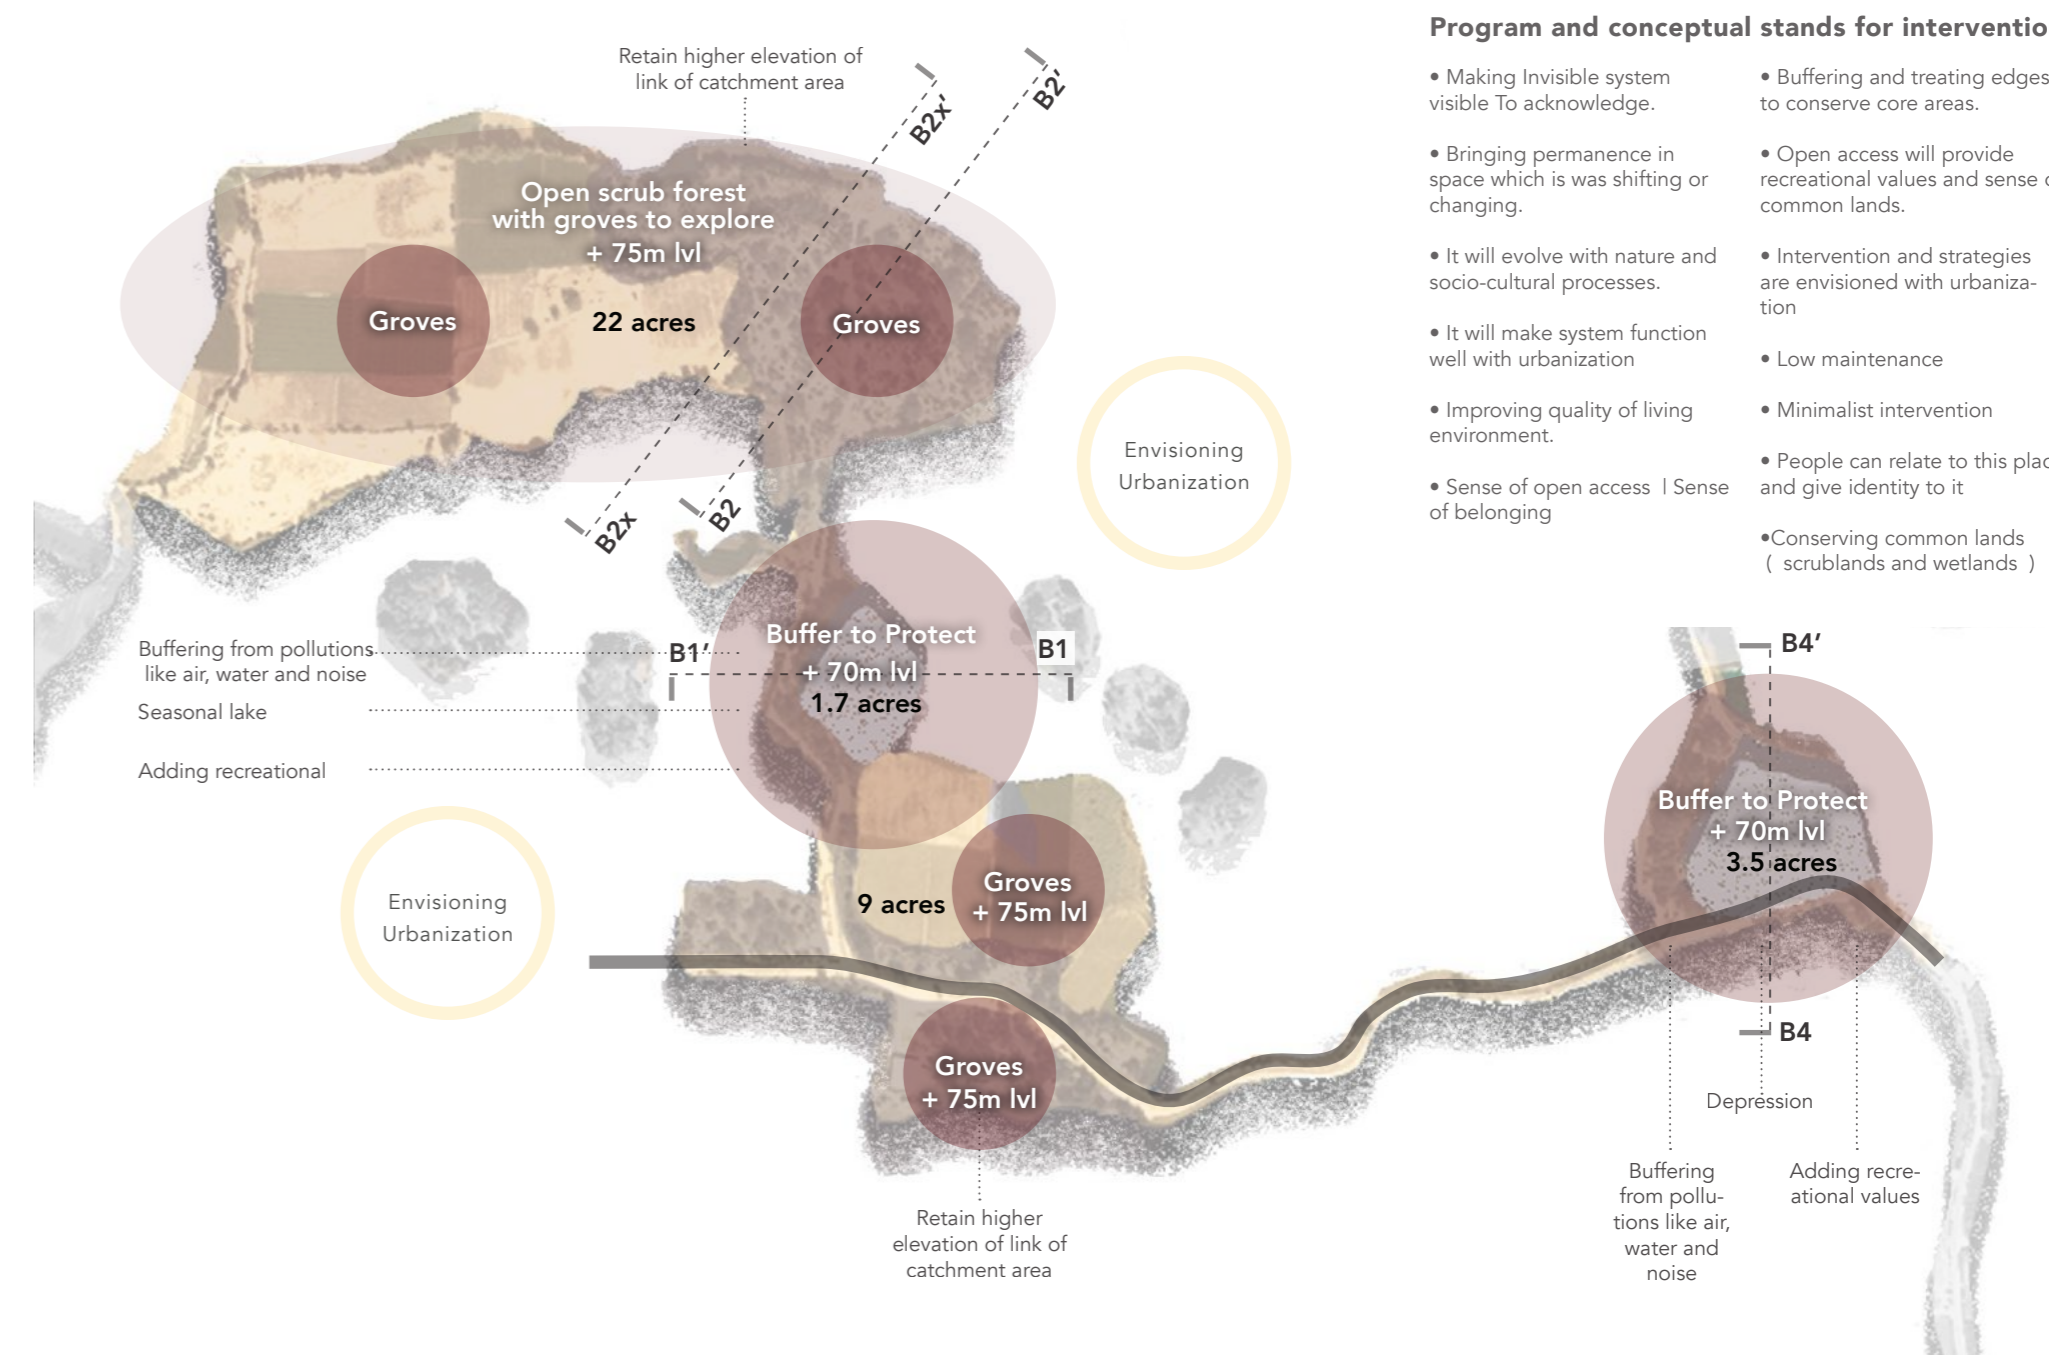 Program and conceptual stands for interventio
• Making Invisible system
visible To acknowledge.
• Bringing permanence in
space which is was shifting or
changing.
• It will evolve with nature and
socio-cultural processes.
• It will make system function
well with urbanization
• Improving quality of living
environment.
• Sense of open access | Sense
of belonging
• Buffering and treating edges
to conserve core areas.
• Open access will provide
recreational values and sense
common lands.
• Intervention and strategies
are envisioned with urbaniza-
tion
• Low maintenance
• Minimalist intervention
• People can relate to this plac
and give identity to it
•Conserving common lands
( scrublands and wetlands )
Retain higher elevation of
link of catchment area
B2x'
B2'
Open scrub forest
with groves to explore
+ 75m lvl
Groves
22 acres
Groves
Envisioning
Urbanization
B2x
B2
Buffering from pollutions
like air, water and noise
Seasonal lake
Adding recreational
B1'
B1
Buffer to Protect
+ 70m lvl
1.7 acres
Envisioning
Urbanization
9 acres
Groves
+ 75m lvl
Groves
+ 75m lvl
Retain higher
elevation of link of
catchment area
B4'
Buffer to Protect
+ 70m lvl
3.5 acres
B4
Depression
Buffering
from pollu-
tions like air,
water and
noise
Adding recre-
ational values